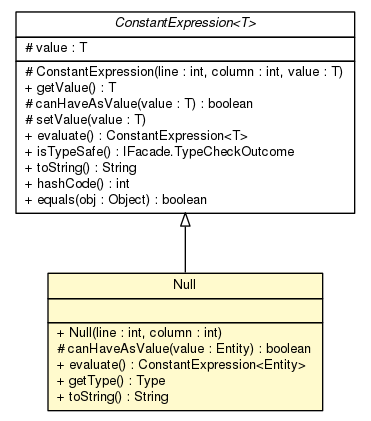 ConstantExpression<T>
# value : T
# ConstantExpression(line : int, column : int, value : T)
+ getValue() : T
# canHaveAsValue(value : T) : boolean
# setValue(value : T)
+ evaluate() : ConstantExpression<T>
+ isTypeSafe() : IFacade.TypeCheckOutcome
+ toString() : String
+ hashCode() : int
+ equals(obj : Object) : boolean
Null
+ Null(line : int, column : int)
# canHaveAsValue(value : Entity) : boolean
+ evaluate() : ConstantExpression<Entity>
+ getType() : Type
+ toString() : String